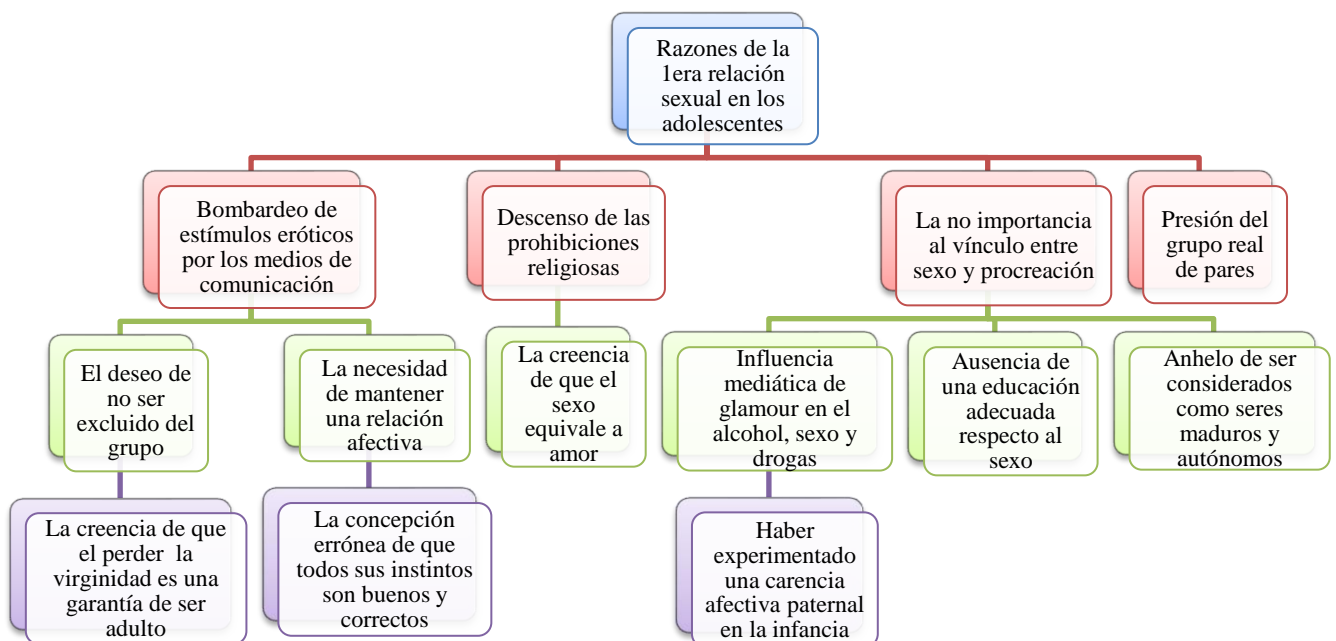 Razones de la
1era relación
sexual en los
adolescentes
Bombardeo de
estímulos eróticos
por los medios de
comunicación
Descenso de las
prohibiciones
religiosas
La no importancia
al vínculo entre
sexo y procreación
Presión del
grupo real
de pares
El deseo de
no ser
excluido del
grupo
La necesidad
de mantener
una relación
afectiva
La creencia
de que el
sexo
equivale a
amor
Influencia
mediática de
glamour en el
alcohol, sexo y
drogas
Ausencia de
una educación
adecuada
respecto al
sexo
Anhelo de ser
considerados
como seres
maduros y
autónomos
La creencia de que
el perder la
virginidad es una
garantía de ser
adulto
La concepción
errónea de que
todos sus instintos
son buenos y
correctos
Haber
experimentado
una carencia
afectiva paternal
en la infancia